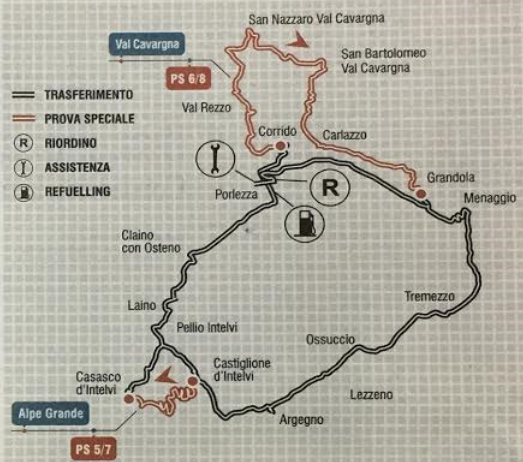 San Nazzaro Val Cavargna
Val Cavargna
San Bartolomeo
Val Cavargna
PS 6/8
TRASFERIMENTO
PROVA SPECIALE
R RIORDINO
ASSISTENZA
REFUELLING
Val Rezzo
Corrido
Carlazzo
R
Porlezza
Grandola
Menaggio
Claino
con Osteno
Laino
Tremezzo
Pellio Intelvi
Ossuccio
Castiglione
d'Intelvi
Casasco
d'Intelvi
Lezzeno
Alpe Grande
Argegno
PS 5/7